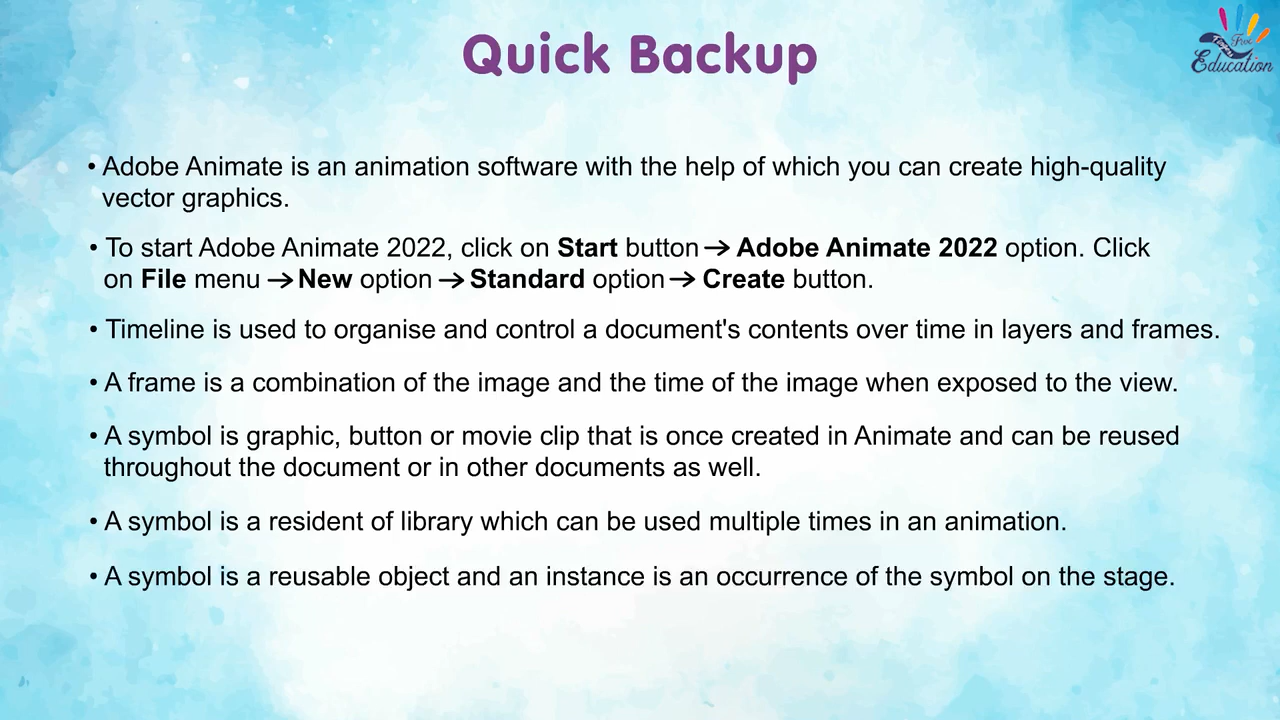 Quick Backup
Education
• Adobe Animate is an animation software with the help of which you can create high-quality
vector graphics.
• To start Adobe Animate 2022, click on Start button → Adobe Animate 2022 option. Click
on File menu → New option → Standard option → Create button.
• Timeline is used to organise and control a document's contents over time in layers and frames.
• A frame is a combination of the image and the time of the image when exposed to the view.
• A symbol is graphic, button or movie clip that is once created in Animate and can be reused
throughout the document or in other documents as well.
• A symbol is a resident of library which can be used multiple times in an animation.
• A symbol is a reusable object and an instance is an occurrence of the symbol on the stage.